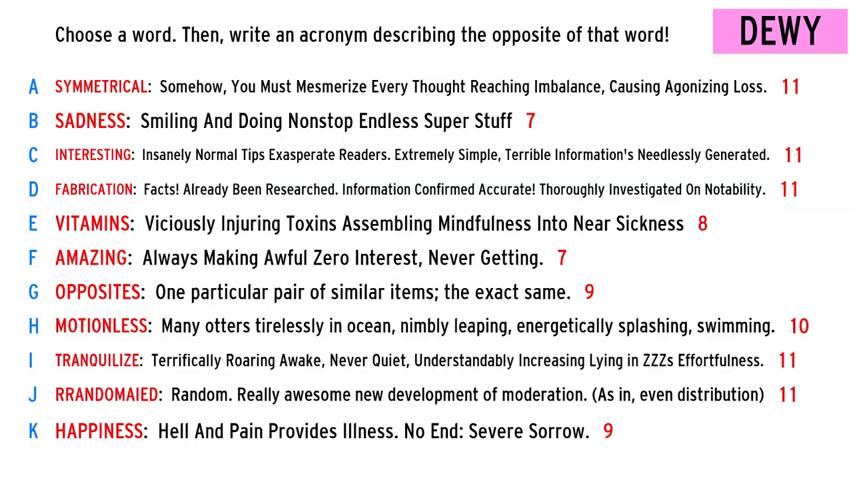 Choose a word. Then, write an acronym describing the opposite of that word!
DEWY
A SYMMETRICAL: Somehow, You Must Mesmerize Every Thought Reaching Imbalance, Causing Agonizing Loss. 11
B SADNESS: Smiling And Doing Nonstop Endless Super Stuff 7
C INTERESTING: Insanely Normal Tips Exasperate Readers. Extremely Simple, Terrible Information's Needlessly Generated. 11
D FABRICATION: Facts! Already Been Researched. Information Confirmed Accurate! Thoroughly Investigated On Notability. 11
E VITAMINS: Viciously Injuring Toxins Assembling Mindfulness Into Near Sickness 8
F AMAZING: Always Making Awful Zero Interest, Never Getting. 7
G OPPOSITES: One particular pair of similar items; the exact same. 9
H MOTIONLESS: Many otters tirelessly in ocean, nimbly leaping, energetically splashing, swimming. 10
I TRANQUILIZE: Terrifically Roaring Awake, Never Quiet, Understandably Increasing Lying in ZZZs Effortfulness. 11
J RRANDOMAIED: Random. Really awesome new development of moderation. (As in, even distribution) 11
K HAPPINESS: Hell And Pain Provides Illness. No End: Severe Sorrow. 9